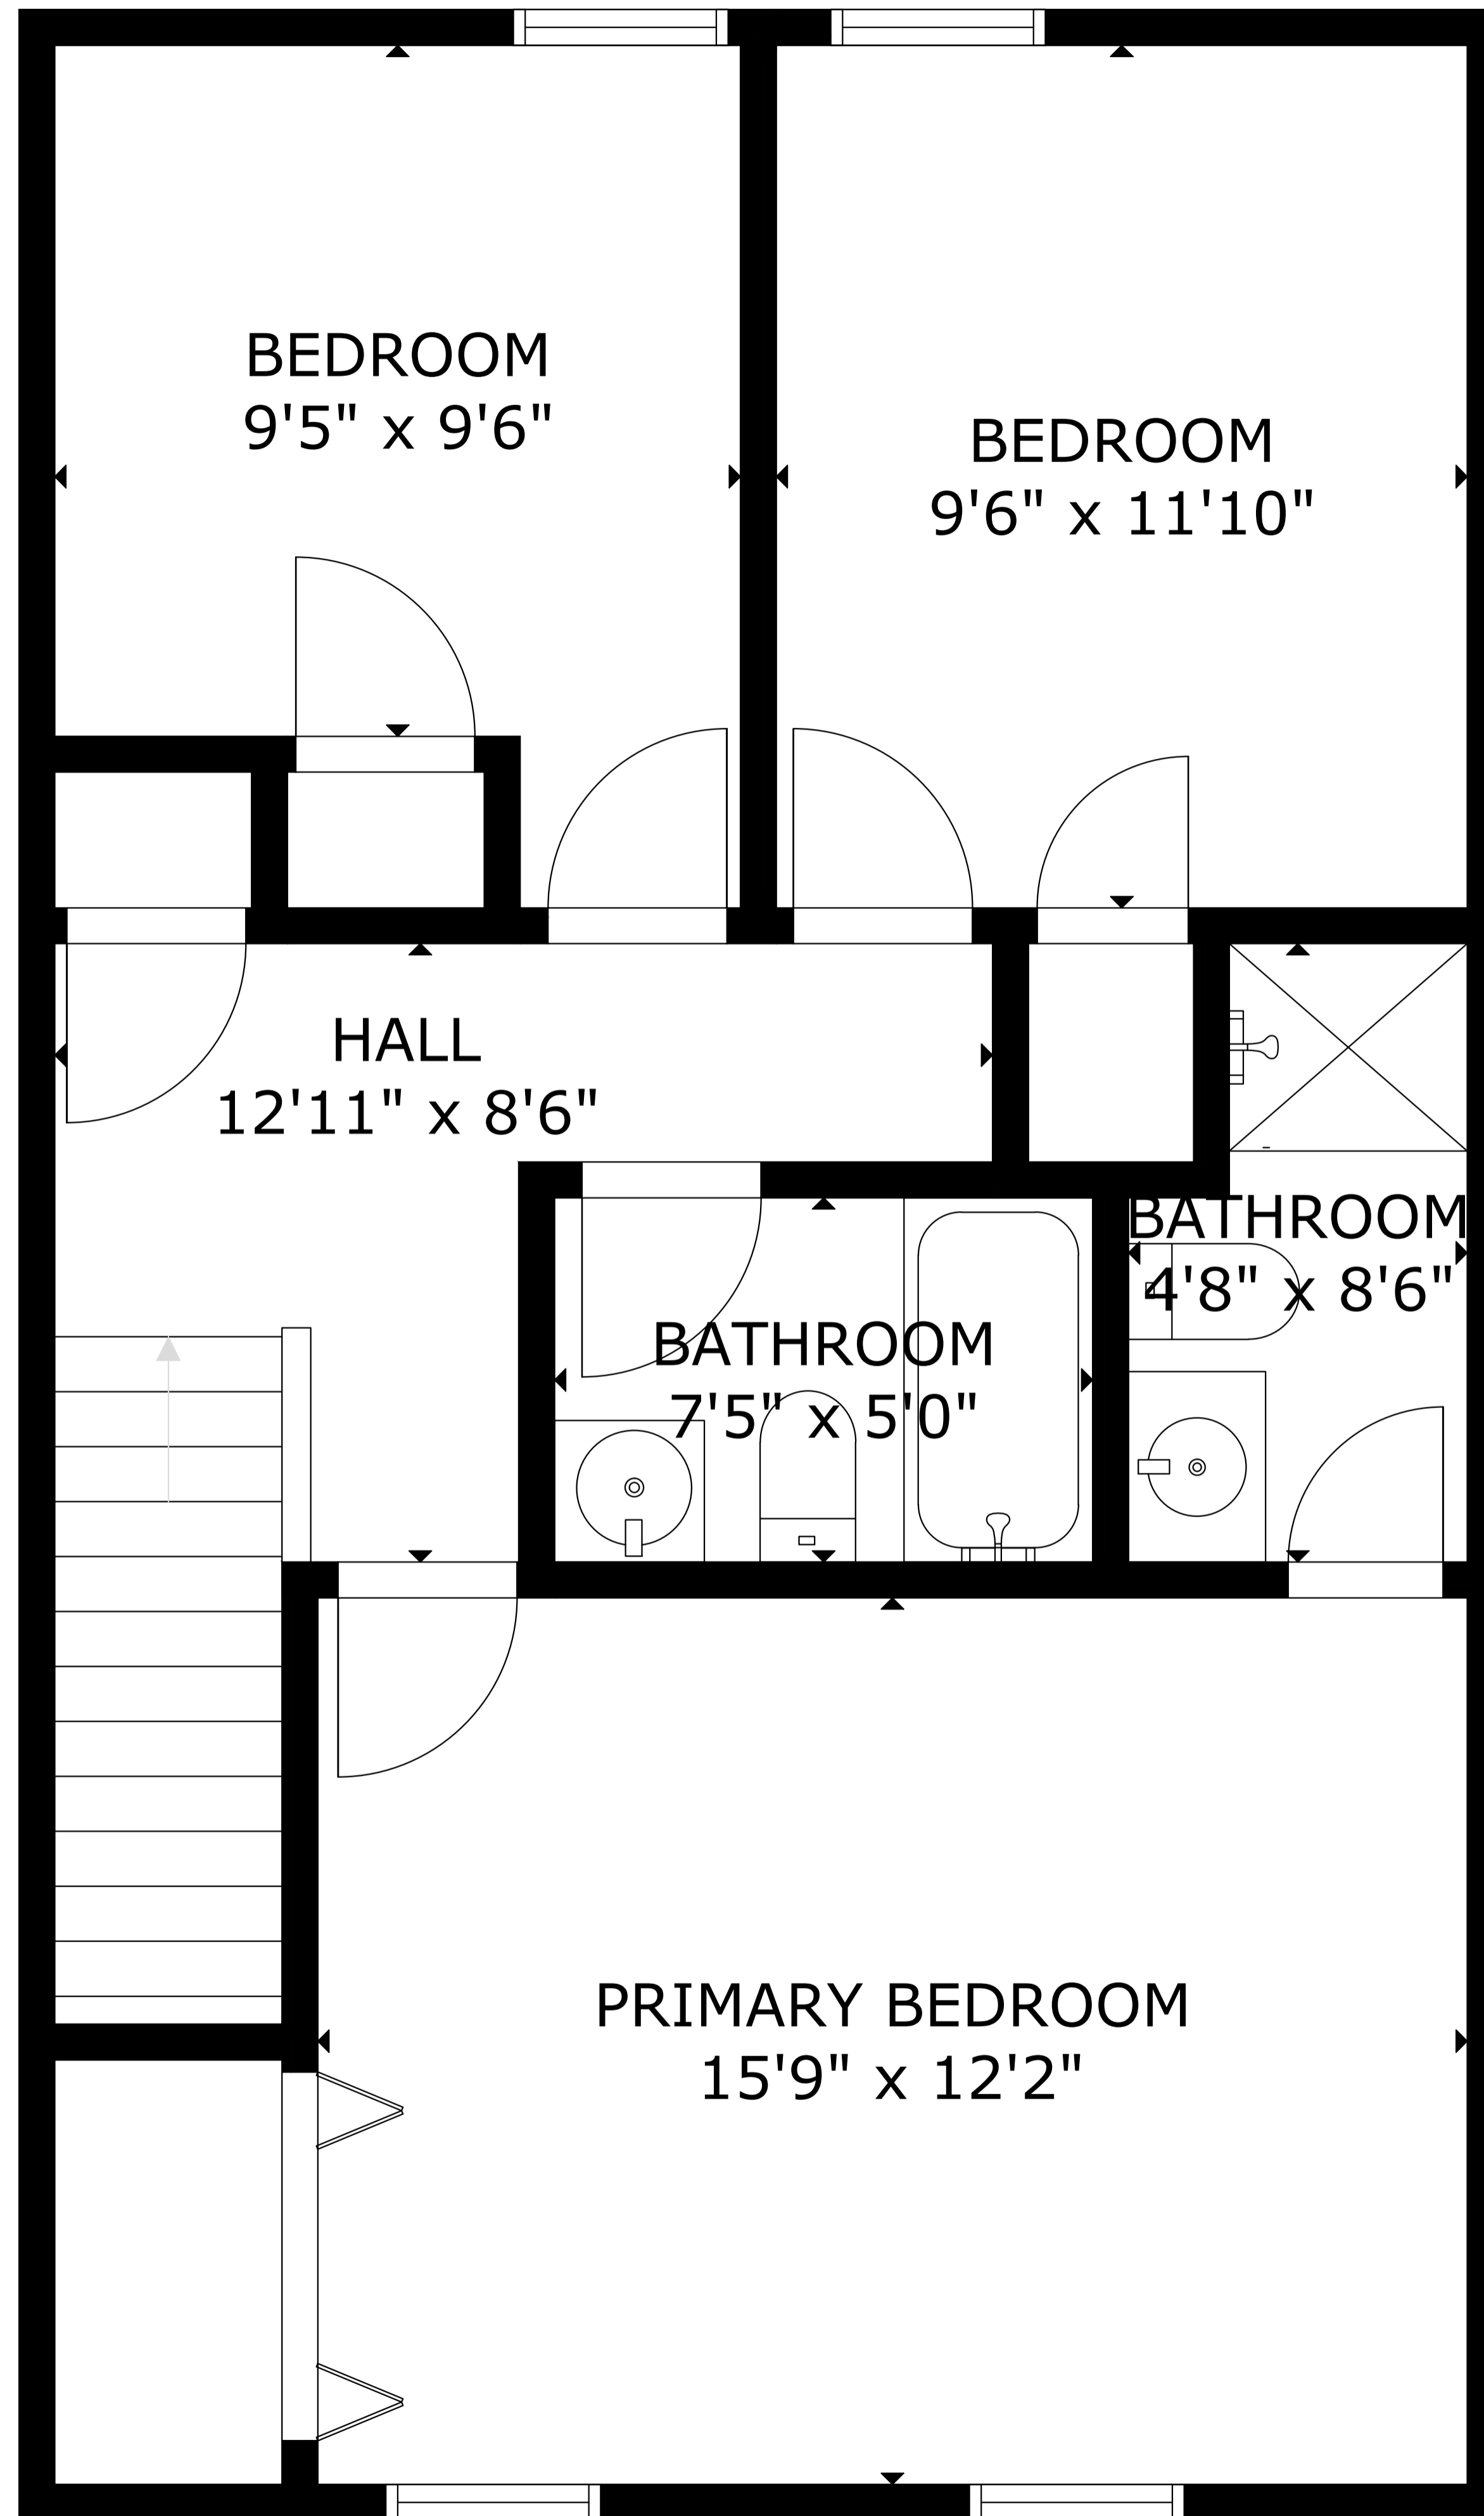 BEDROOM
9'5" x 9'6"
BEDROOM
9'6" x 11'10"
HALL
12'11" x 8'6"
BATHROOM
4'8" x 8'6"
BATHROOM
7'5" x 5'0"
PRIMARY BEDROOM
15'9" x 12'2"